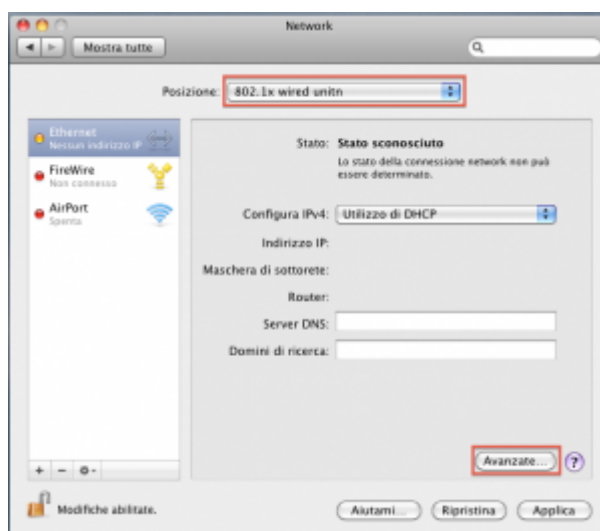 Network
Mostra tutte
Posizione: 802.1x wired unitn
Ethernet
Nessun indirizzo IP
FireWire
Non connesso
AirPort
Spenta
Stato: Stato sconosciuto
Lo stato della connessione network non può
essere determinato.
Configura IPv4: Utilizzo di DHCP
Indirizzo IP:
Maschera di sottorete:
Router:
Server DNS:
Domini di ricerca:
Avanzate... ?
Modifiche abilitate.
Aiutami... Ripristina Applica